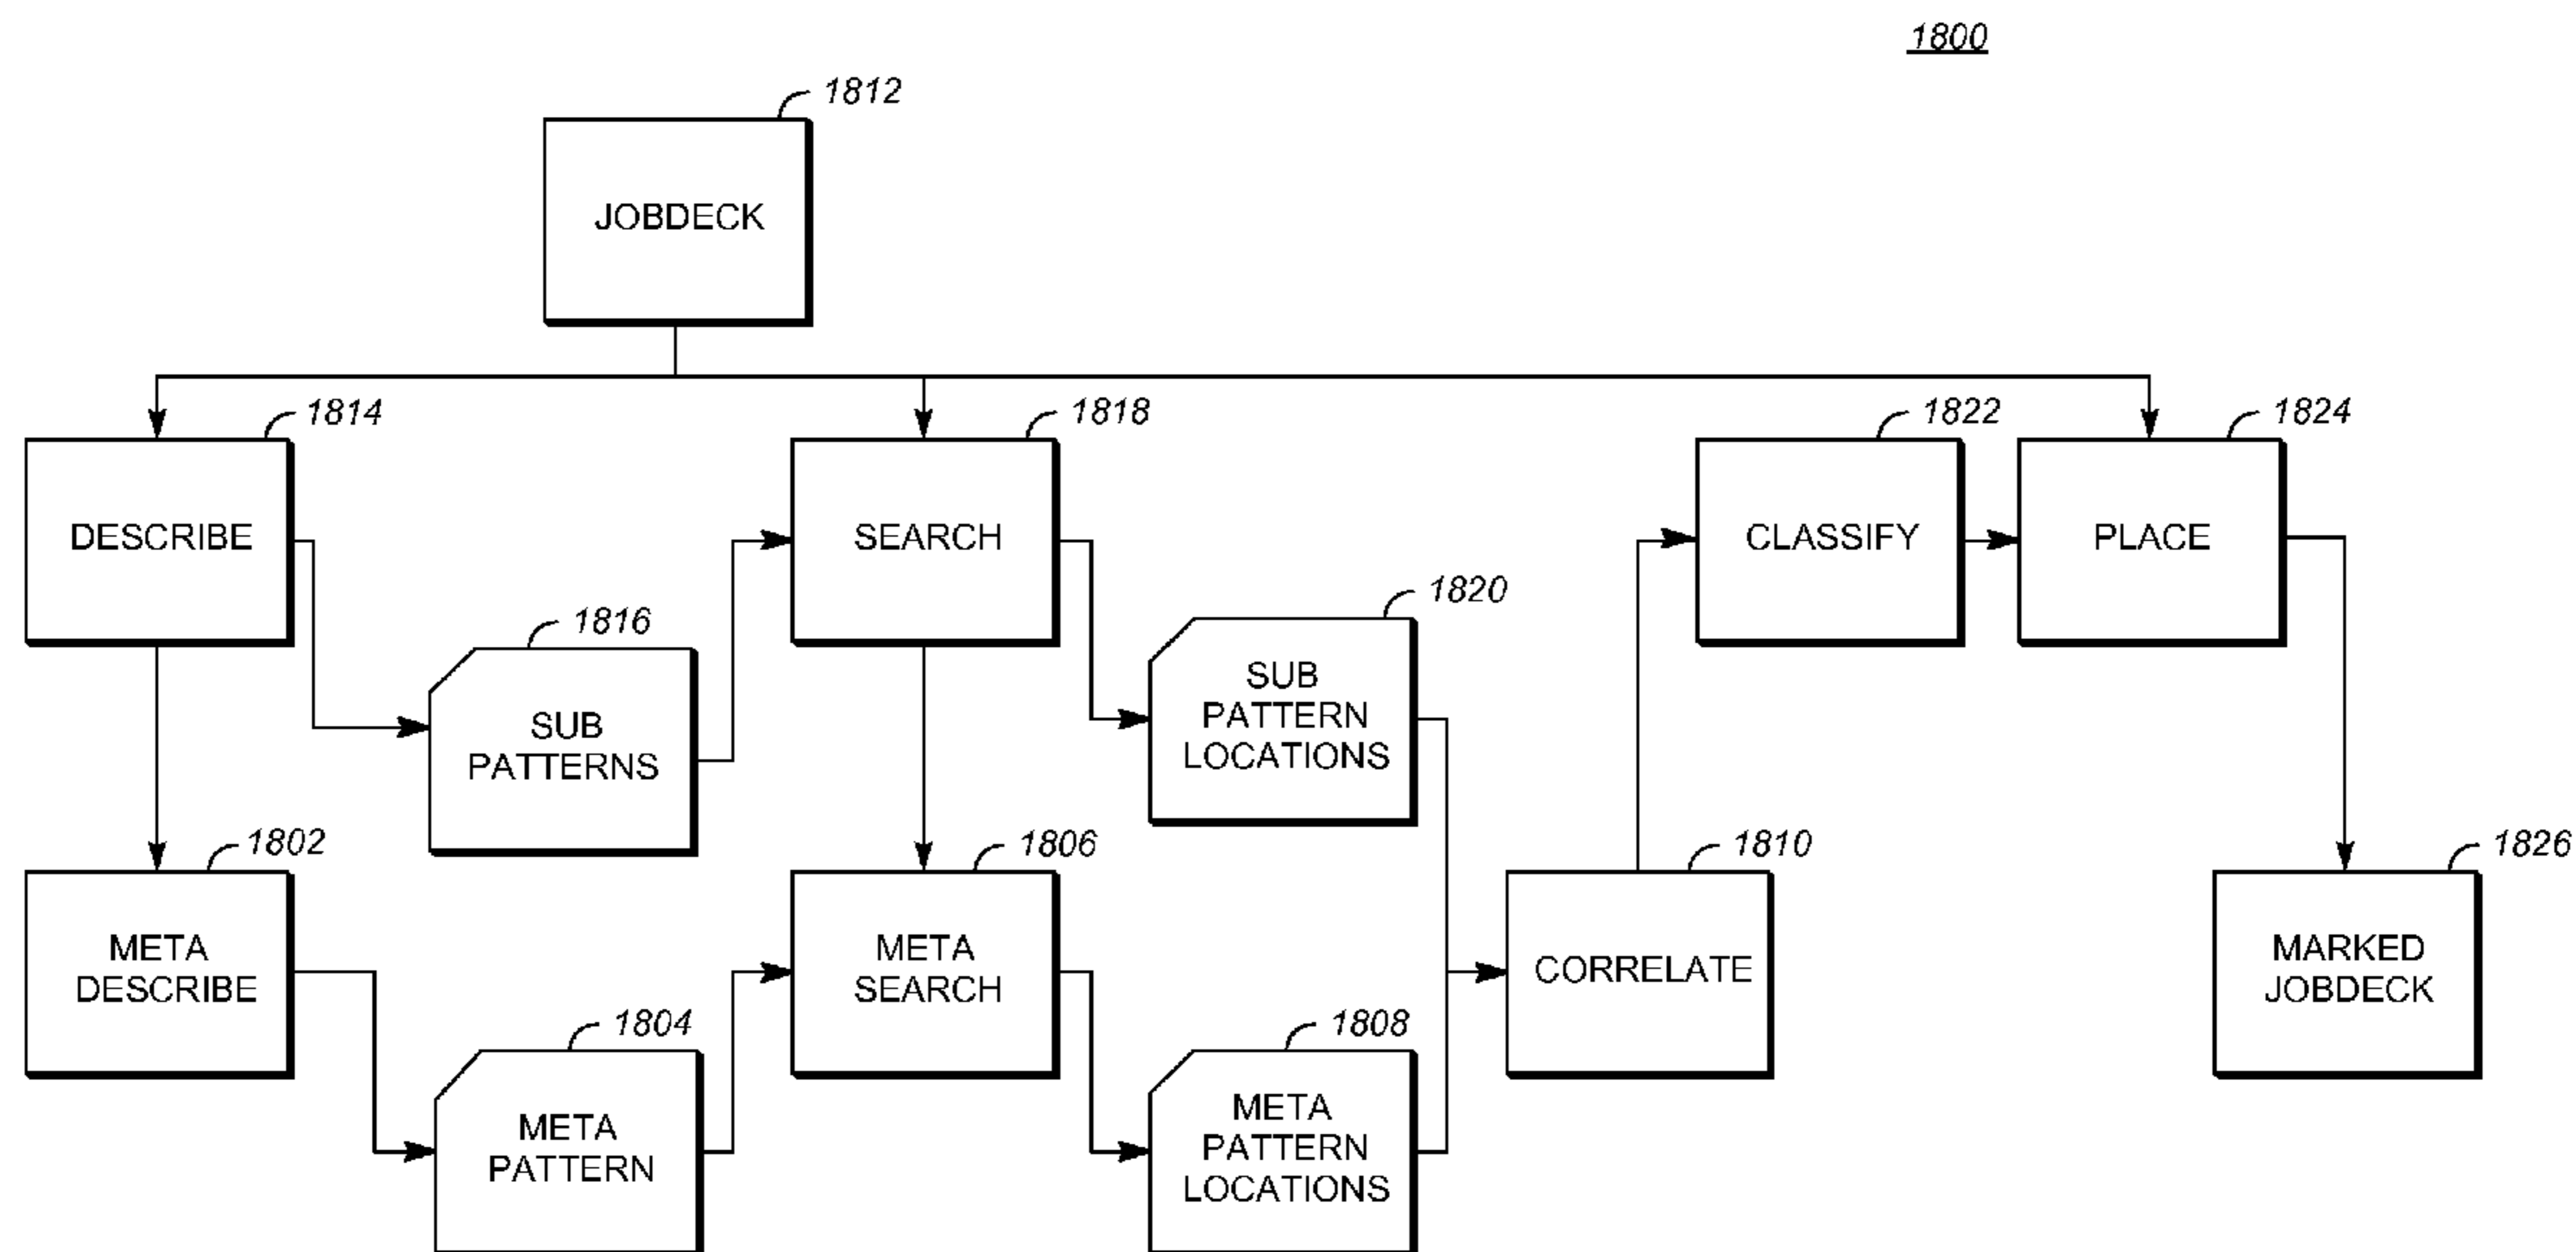 1800
1812
JOBDECK
1814
1818
1822
1824
DESCRIBE
SEARCH
CLASSIFY
PLACE
1816
SUB
PATTERNS
1820
SUB
PATTERN
LOCATIONS
1802
META
DESCRIBE
1806
META
SEARCH
1810
CORRELATE
1826
MARKED
JOBDECK
1804
META
PATTERN
1808
META
PATTERN
LOCATIONS